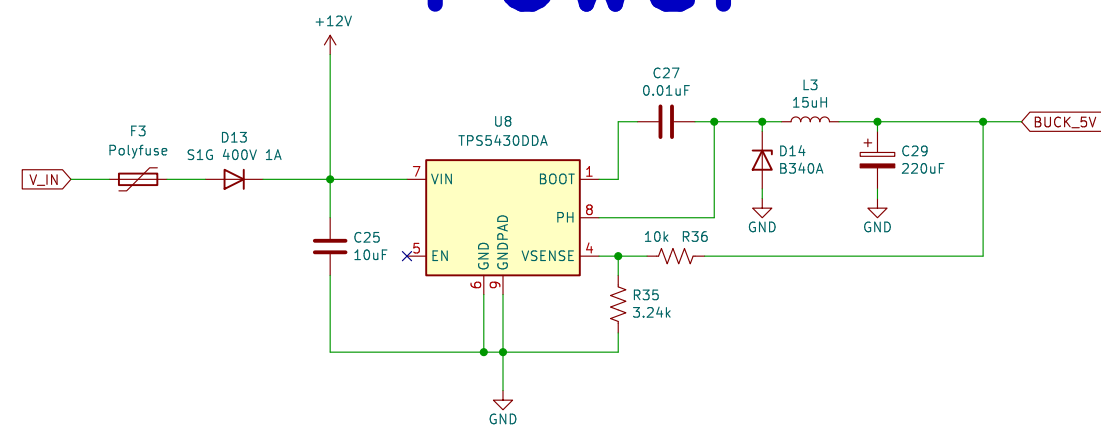 Power
+12V
C27
0.01uF
L3
15uH
U8
TPS5430DDA
BUCK_5V
F3
Polyfuse
D13
S1G 400V 1A
D14
B340A
+
C29
220uF
V_IN
7
VIN
BOOT
1
PH
8
GND
GND
C25
10uF
5
EN
GND
GNDPAD
VSENSE
4
10k R36
6
9
R35
3.24k
GND